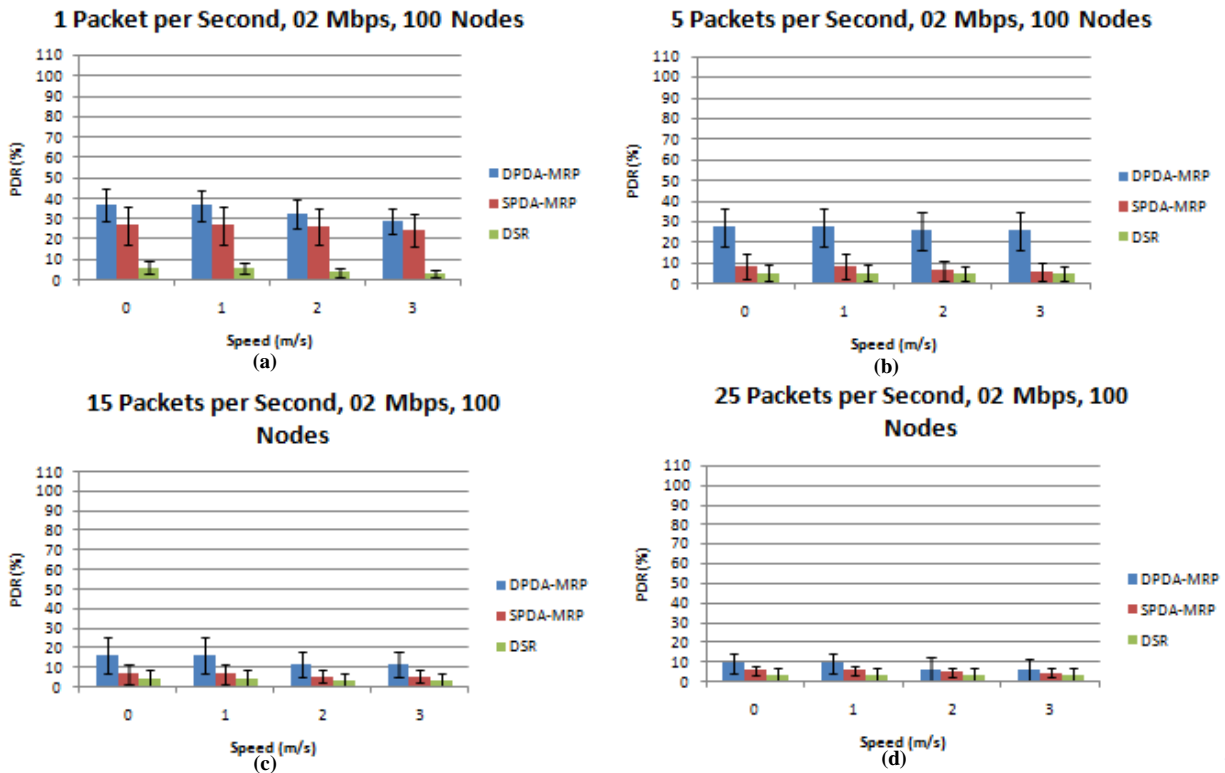 1 Packet per Second, 02 Mbps, 100 Nodes
110
100
90
80
70
60
50
40
30
20
10
0
PDR(%)
0 1 2 3
Speed (m/s)
DPDA-MRP
SPDA-MRP
DSR
(a)
5 Packets per Second, 02 Mbps, 100 Nodes
110
100
90
80
70
60
50
40
30
20
10
0
PDR(%)
0 1 2 3
Speed (m/s)
DPDA-MRP
SPDA-MRP
DSR
(b)
15 Packets per Second, 02 Mbps, 100
Nodes
110
100
90
80
70
60
50
40
30
20
10
0
PDR(%)
0 1 2 3
Speed (m/s)
DPDA-MRP
SPDA-MRP
DSR
(c)
25 Packets per Second, 02 Mbps, 100
Nodes
110
100
90
80
70
60
50
40
30
20
10
0
PDR(%)
0 1 2 3
Speed (m/s)
DPDA-MRP
SPDA-MRP
DSR
(d)